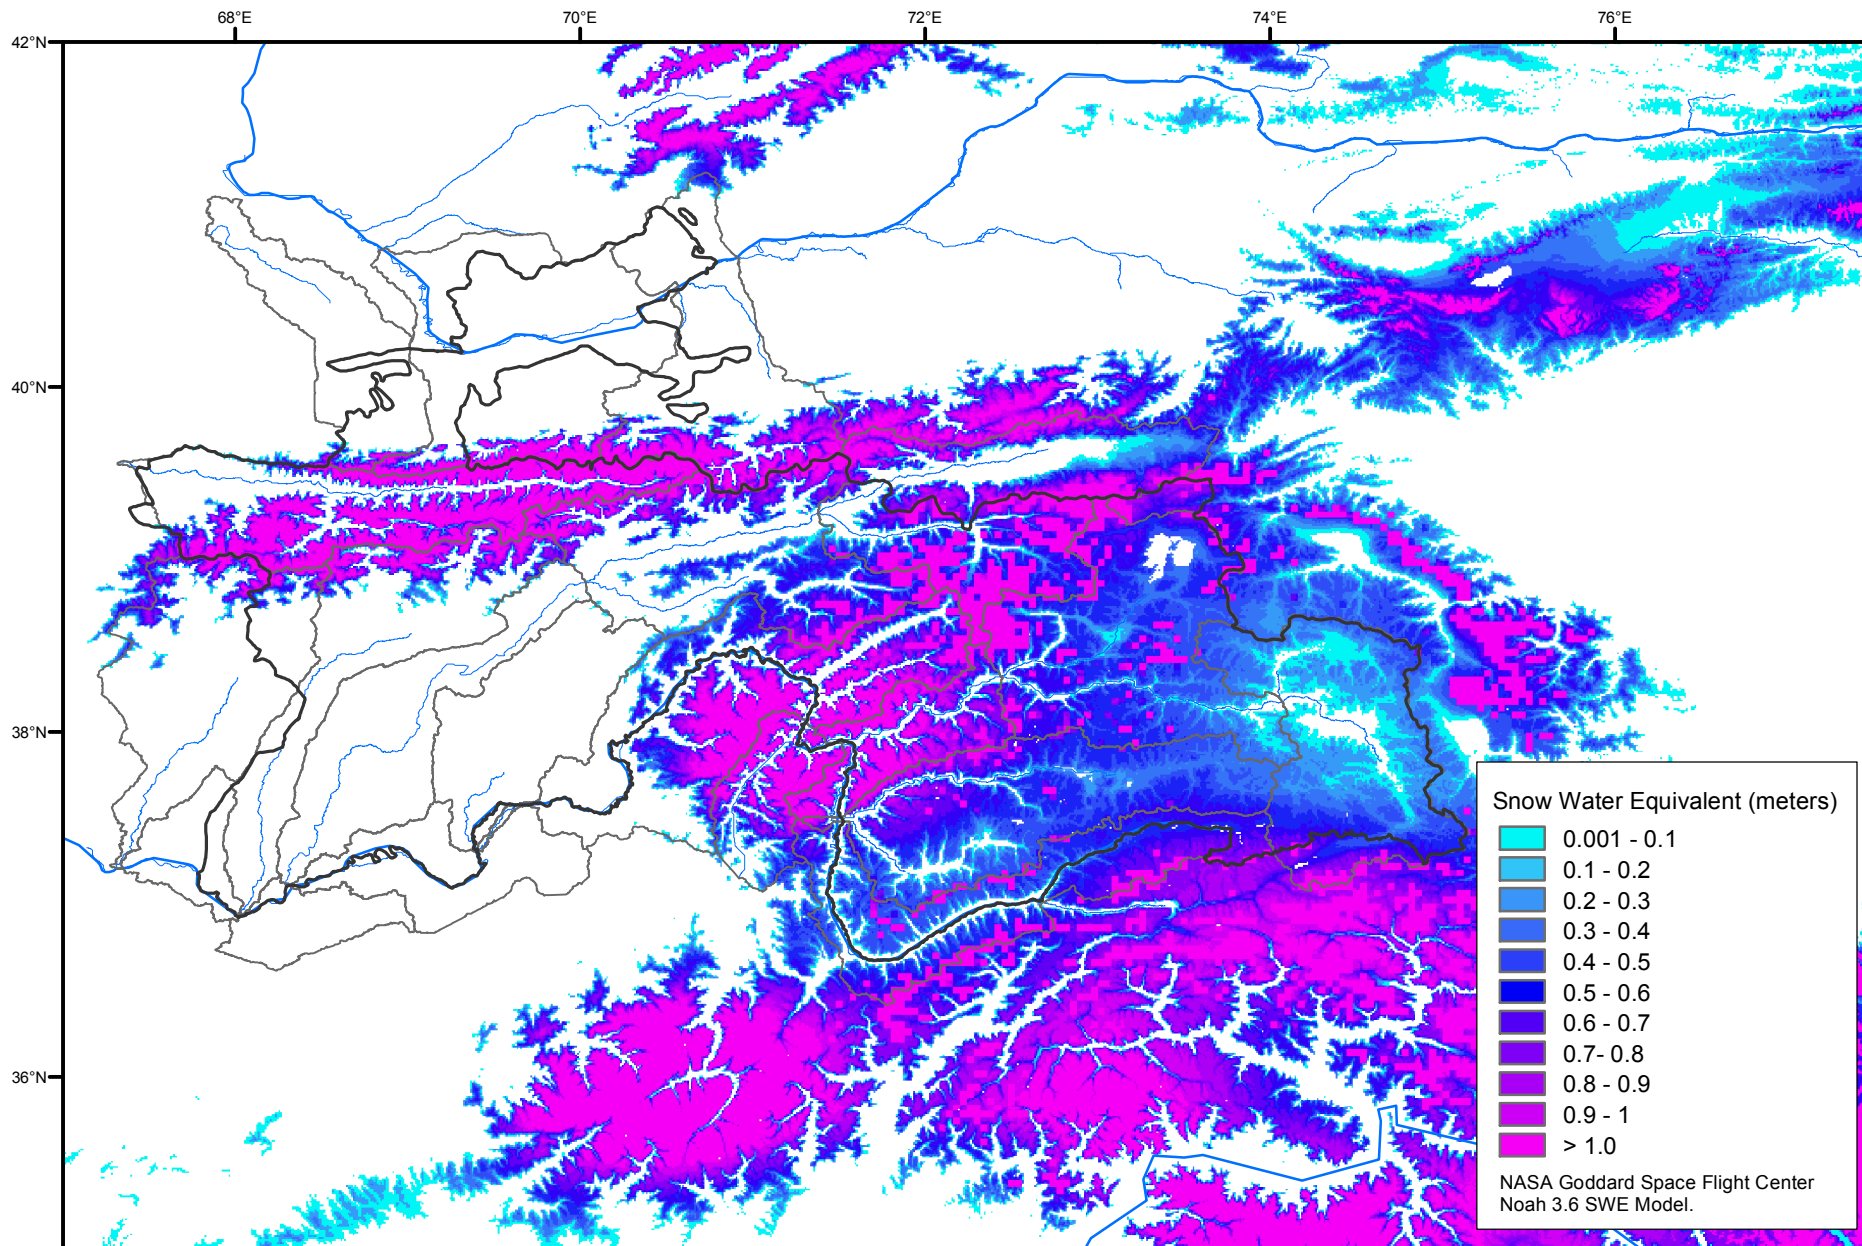 68°E 70°E 72°E 74°E 76°E
42°N
40°N
38°N
36°N
Snow Water Equivalent (meters)
0.001 - 0.1
0.1 - 0.2
0.2 - 0.3
0.3 - 0.4
0.4 - 0.5
0.5 - 0.6
0.6 - 0.7
0.7- 0.8
0.8 - 0.9
0.9 - 1
> 1.0
NASA Goddard Space Flight Center
Noah 3.6 SWE Model.